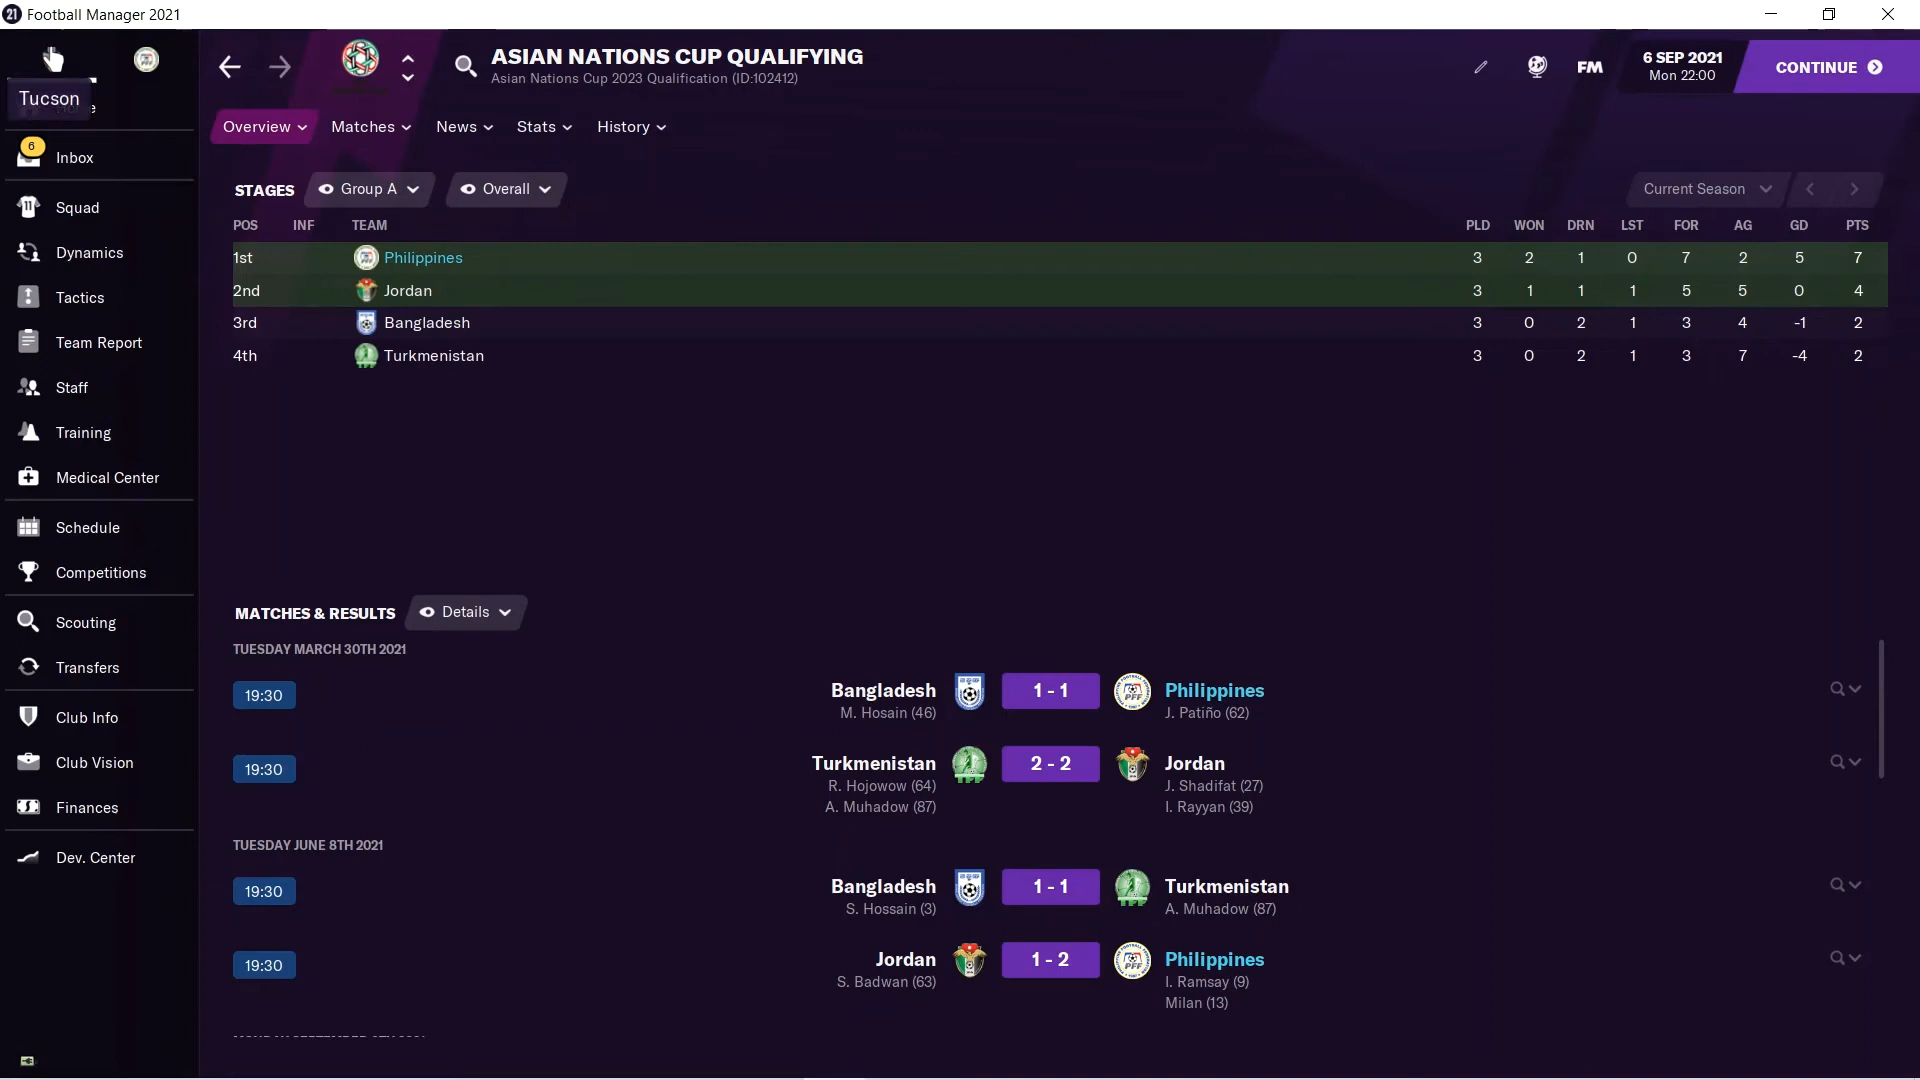 Football Manager 2021
ASIAN NATIONS CUP QUALIFYING
Asian Nations Cup 2023 Qualification (ID:102412)
FM
6 SEP 2021
Mon 22:00
CONTINUE
Tucson
6
Inbox
Squad
Dynamics
Tactics
Team Report
Staff
Training
Medical Center
Schedule
Competitions
Scouting
Transfers
Club Info
Club Vision
Finances
Dev. Center
Overview Matches News Stats History
STAGES Group A Overall Current Season
POS INF TEAM PLD WON DRN LST FOR AG GD PTS
1st Philippines 3 2 1 0 7 2 5 7
2nd Jordan 3 1 1 1 5 5 0 4
3rd Bangladesh 3 0 2 1 3 4 -1 2
4th Turkmenistan 3 0 2 1 3 7 -4 2
MATCHES & RESULTS Details
TUESDAY MARCH 30TH 2021
19:30 Bangladesh 1 - 1 Philippines
M. Hosain (46) J. Patiño (62)
19:30 Turkmenistan 2 - 2 Jordan
R. Hojowow (64) J. Shadifat (27)
A. Muhadow (87) I. Rayyan (39)
TUESDAY JUNE 8TH 2021
19:30 Bangladesh 1 - 1 Turkmenistan
S. Hossain (3) A. Muhadow (87)
19:30 Jordan 1 - 2 Philippines
S. Badwan (63) I. Ramsay (9)
Milan (13)